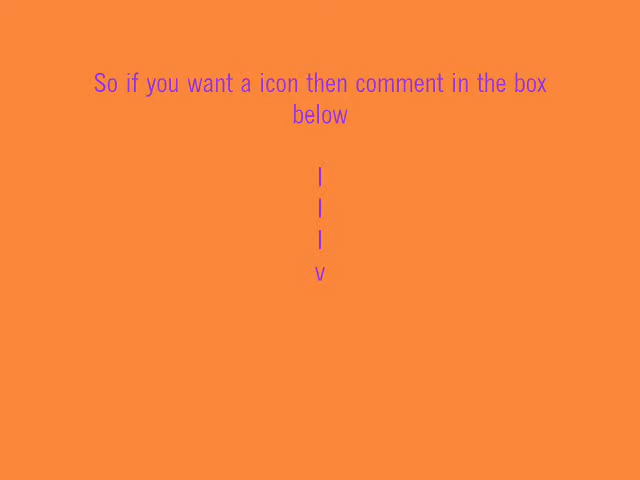 So if you want a icon then comment in the box
below
|
|
|
v